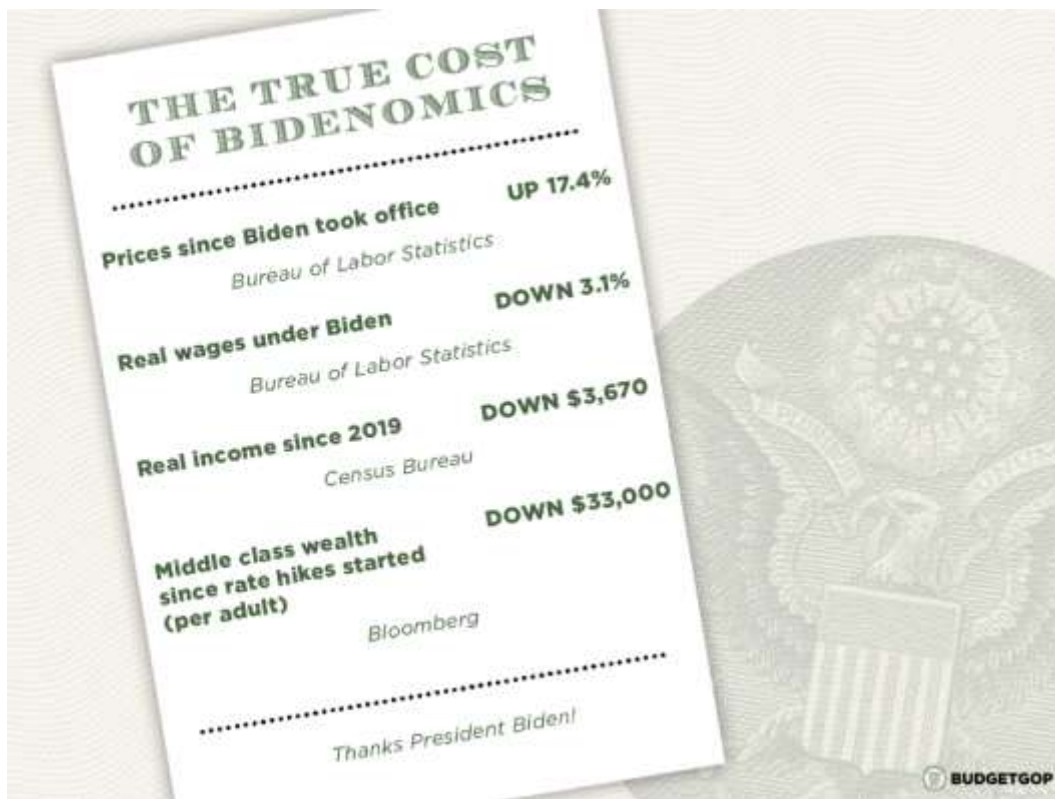 THE TRUE COST
OF BIDENOMICS
Prices since Biden took office UP 17.4%
Bureau of Labor Statistics
Real wages under Biden DOWN 3.1%
Bureau of Labor Statistics
Real income since 2019 DOWN $3,670
Census Bureau
Middle class wealth DOWN $33,000
since rate hikes started
(per adult)
Bloomberg
Thanks President Biden!
BUDGETGOP